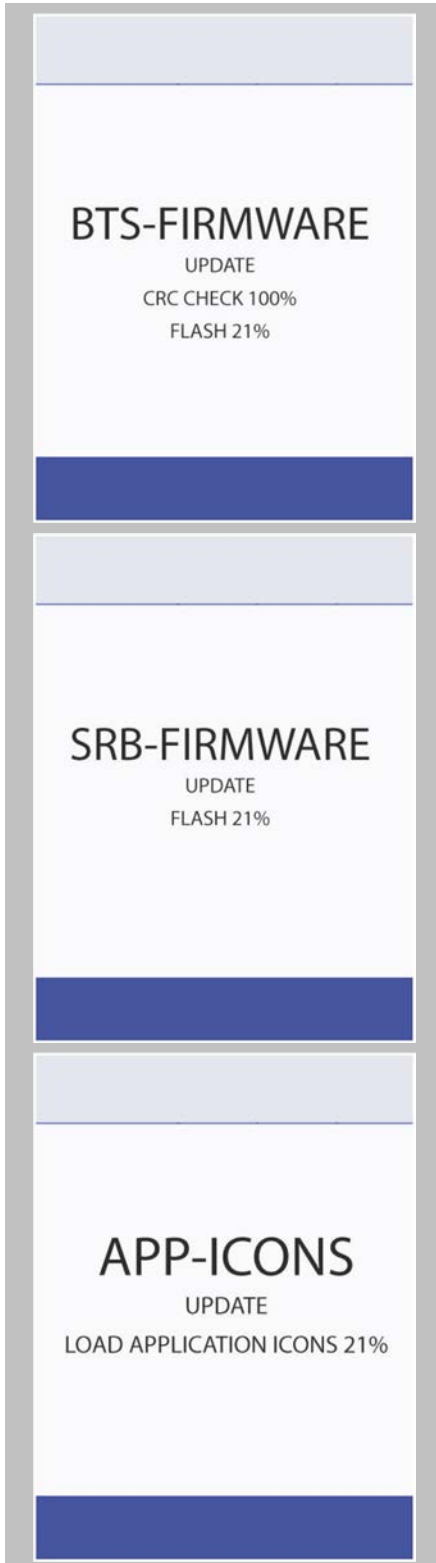 BTS-FIRMWARE
UPDATE
CRC CHECK 100%
FLASH 21%
SRB-FIRMWARE
UPDATE
FLASH 21%
APP-ICONS
UPDATE
LOAD APPLICATION ICONS 21%